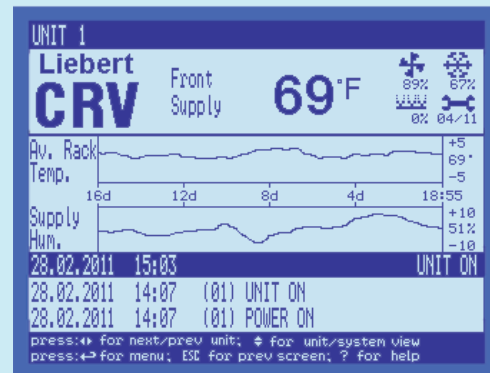 UNIT 1
Liebert
CRV
Front
Supply
69°F
89% 67%
0% 04/11
Av. Rack
Temp.
+5
69°
-5
16d 12d 8d 4d 18:55
Supply
Hum.
+10
51%
-10
28.02.2011 15:03 UNIT ON
28.02.2011 14:07 (01) UNIT ON
28.02.2011 14:07 (01) POWER ON
press:◂▸ for next/prev unit; ⬍ for unit/system view
press:↵ for menu; ESC for prev screen; ? for help